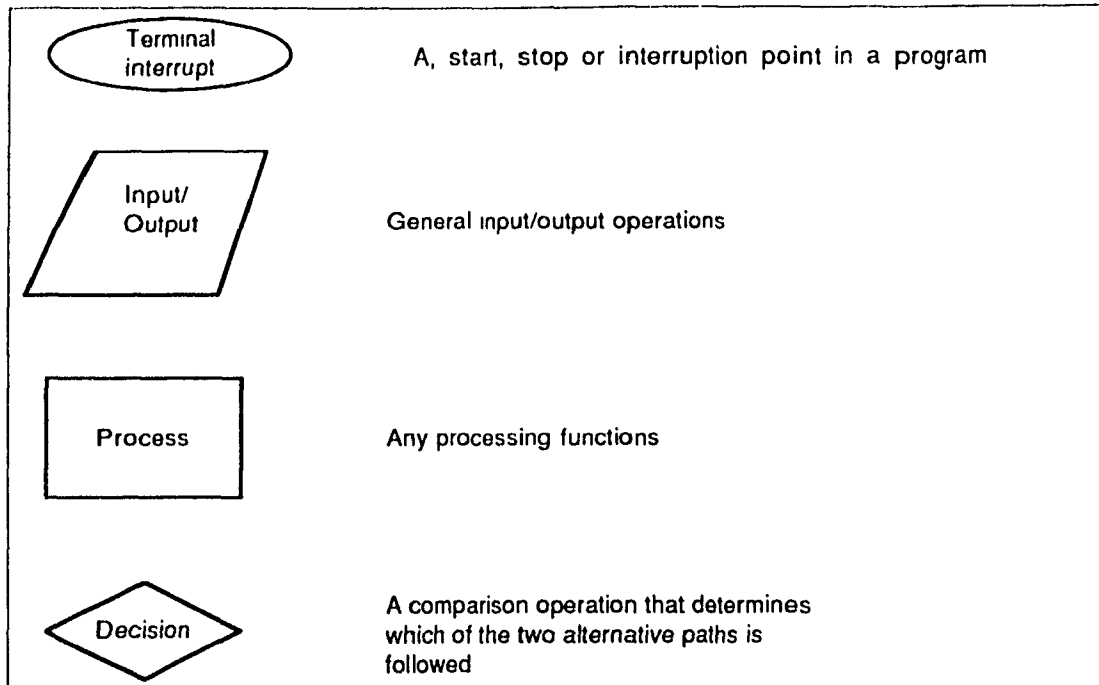 Terminal
interrupt
A, start, stop or interruption point in a program
Input/
Output
General input/output operations
Process
Any processing functions
Decision
A comparison operation that determines
which of the two alternative paths is
followed